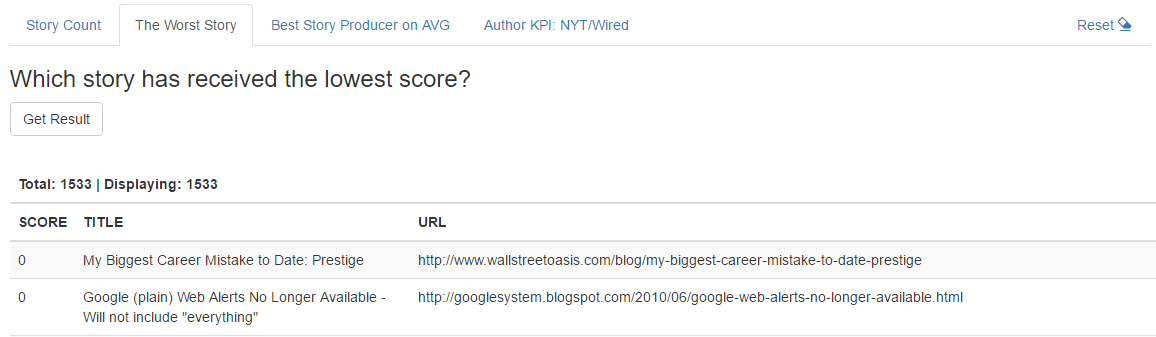 Story Count The Worst Story Best Story Producer on AVG Author KPI: NYT/Wired Reset
Which story has received the lowest score?
Get Result
Total: 1533 | Displaying: 1533
SCORE TITLE URL
0 My Biggest Career Mistake to Date: Prestige http://www.wallstreetoasis.com/blog/my-biggest-career-mistake-to-date-prestige
0 Google (plain) Web Alerts No Longer Available - http://googlesystem.blogspot.com/2010/06/google-web-alerts-no-longer-available.html
Will not include "everything"